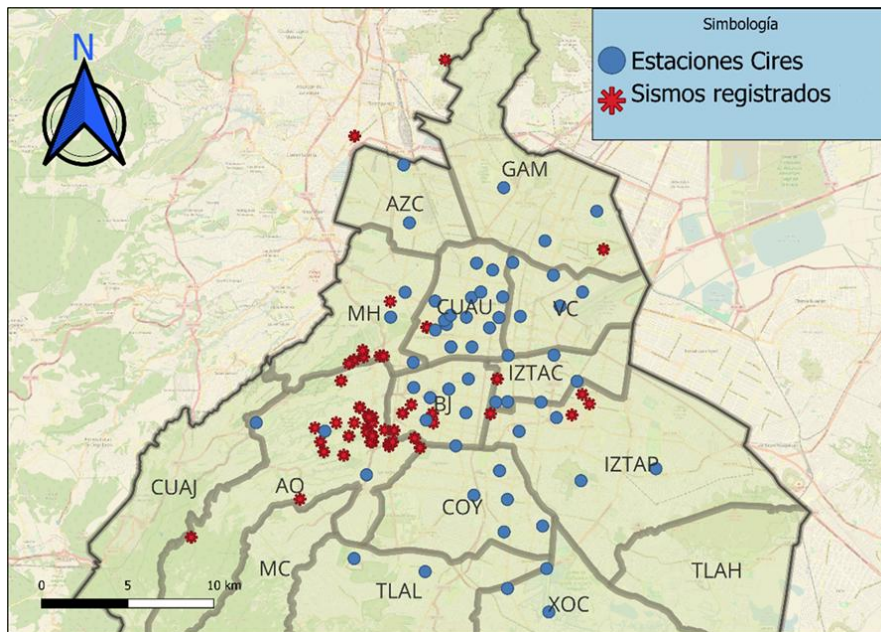 Simbología
Estaciones Cires
Sismos registrados
N
GAM
AZC
MH
CUAU
VC
IZTAC
BJ
IZTAP
CUAJ
AO
COY
MC
TLAL
TLAH
XOC
0 5 10 km